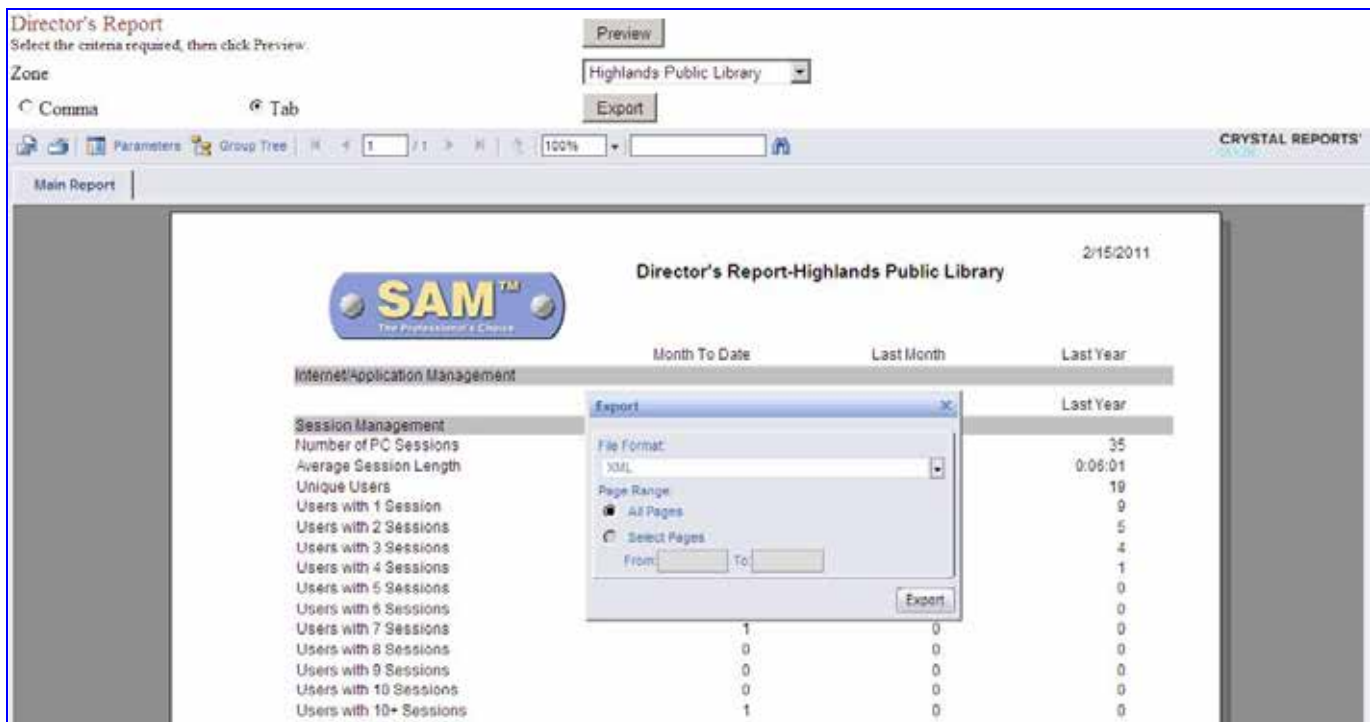 Director's Report
Select the criteria required, then click Preview.
Preview
Zone
Highlands Public Library
Comma
Tab
Export
Parameters
Group Tree
1
/1
100%
CRYSTAL REPORTS
Main Report
2/15/2011
Director's Report-Highlands Public Library
SAM™
The Professional's Choice
Month To Date Last Month Last Year
Internet/Application Management
Last Year
Session Management
Number of PC Sessions 35
Average Session Length 0:06:01
Unique Users 19
Users with 1 Session 9
Users with 2 Sessions 5
Users with 3 Sessions 4
Users with 4 Sessions 1
Users with 5 Sessions 0
Users with 6 Sessions 0
Users with 7 Sessions 1 0 0
Users with 8 Sessions 0 0 0
Users with 9 Sessions 0 0 0
Users with 10 Sessions 0 0 0
Users with 10+ Sessions 1 0 0
Export
File Format:
XML
Page Range:
All Pages
Select Pages
From: To:
Export